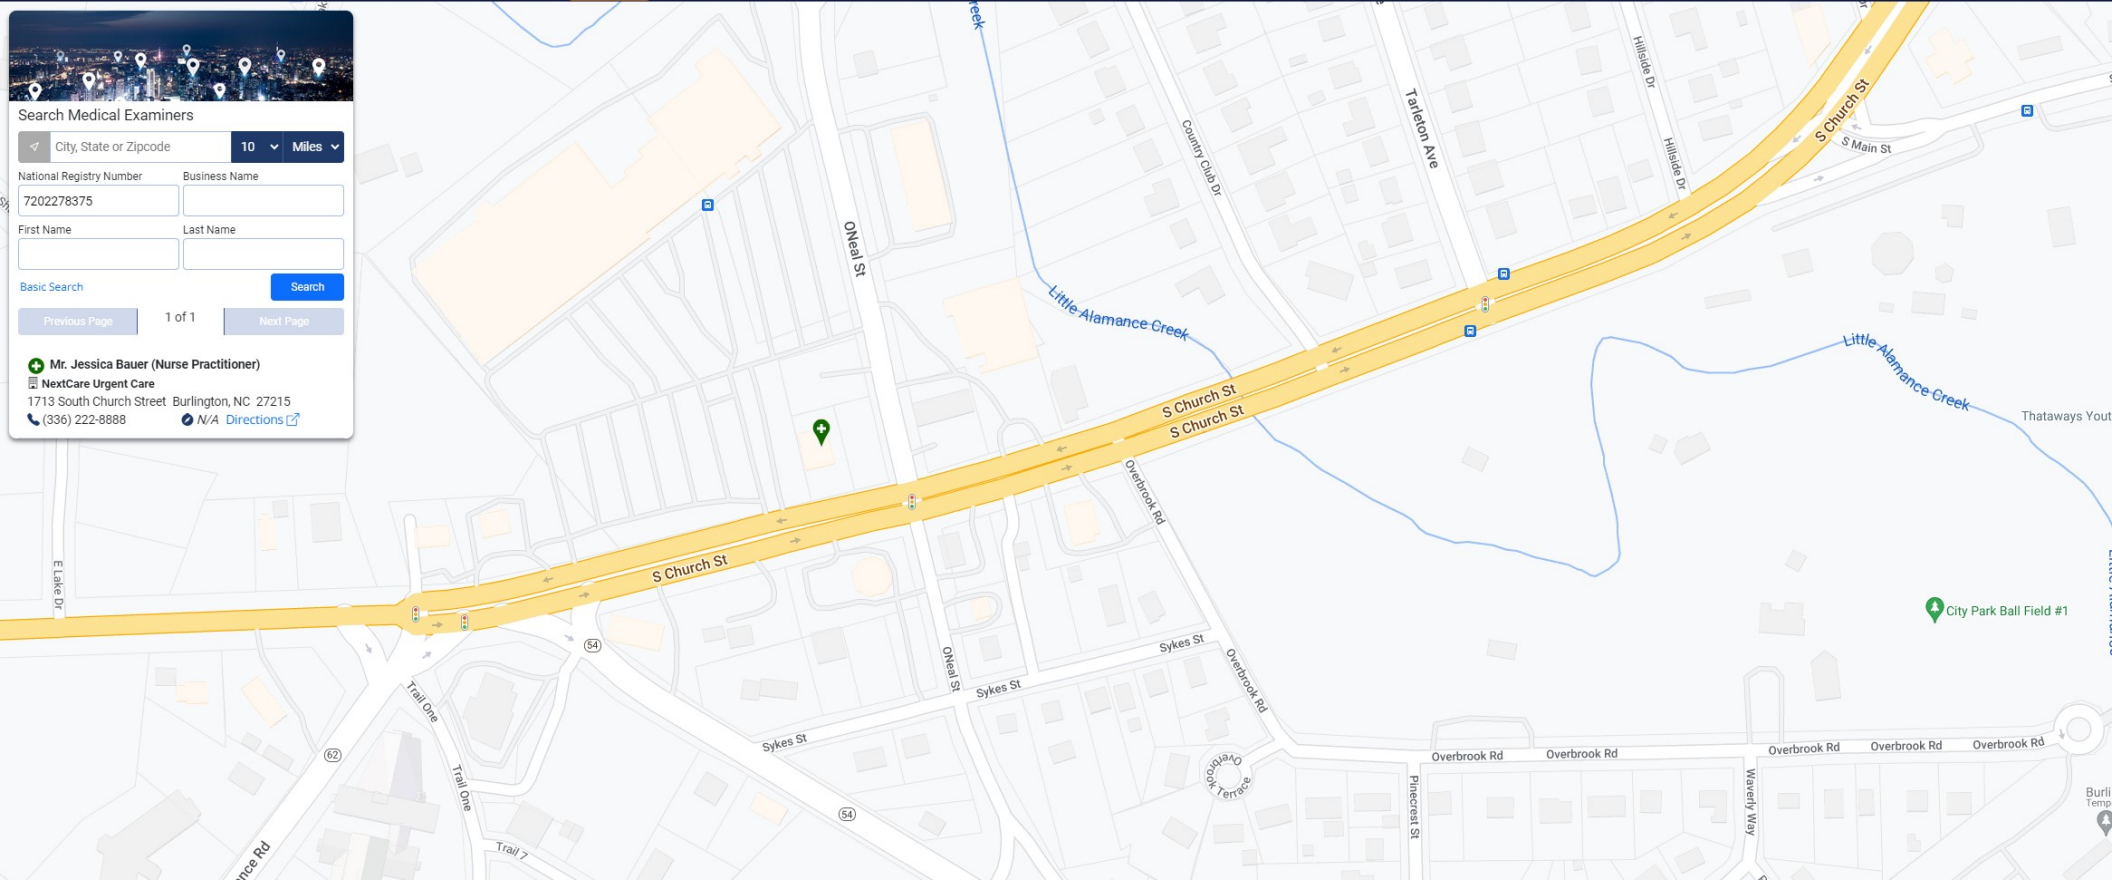 Search Medical Examiners
City, State or Zipcode 10 Miles
National Registry Number Business Name
7202278375
First Name Last Name
Basic Search Search
Previous Page 1 of 1 Next Page
Mr. Jessica Bauer (Nurse Practitioner)
NextCare Urgent Care
1713 South Church Street Burlington, NC 27215
(336) 222-8888 N/A Directions
Hillside Dr
Tarleton Ave
Country Club Dr
S Church St
S Main St
Hillside Dr
ONeal St
Little Alamance Creek
Little Alamance Creek
S Church St
S Church St
Thataways Yout
Overbrook Rd
S Church St
E Lake Dr
City Park Ball Field #1
54
Sykes St
ONeal St
Sykes St
Overbrook Rd
Trail One
Sykes St
62
Overbrook Rd
Overbrook Rd
Overbrook Rd
Overbrook Rd
Overbrook Rd
Overbrook Terrace
Trail One
Pinecrest St
Waverly Way
54
Burli
Temp
Trail 7
nce Rd